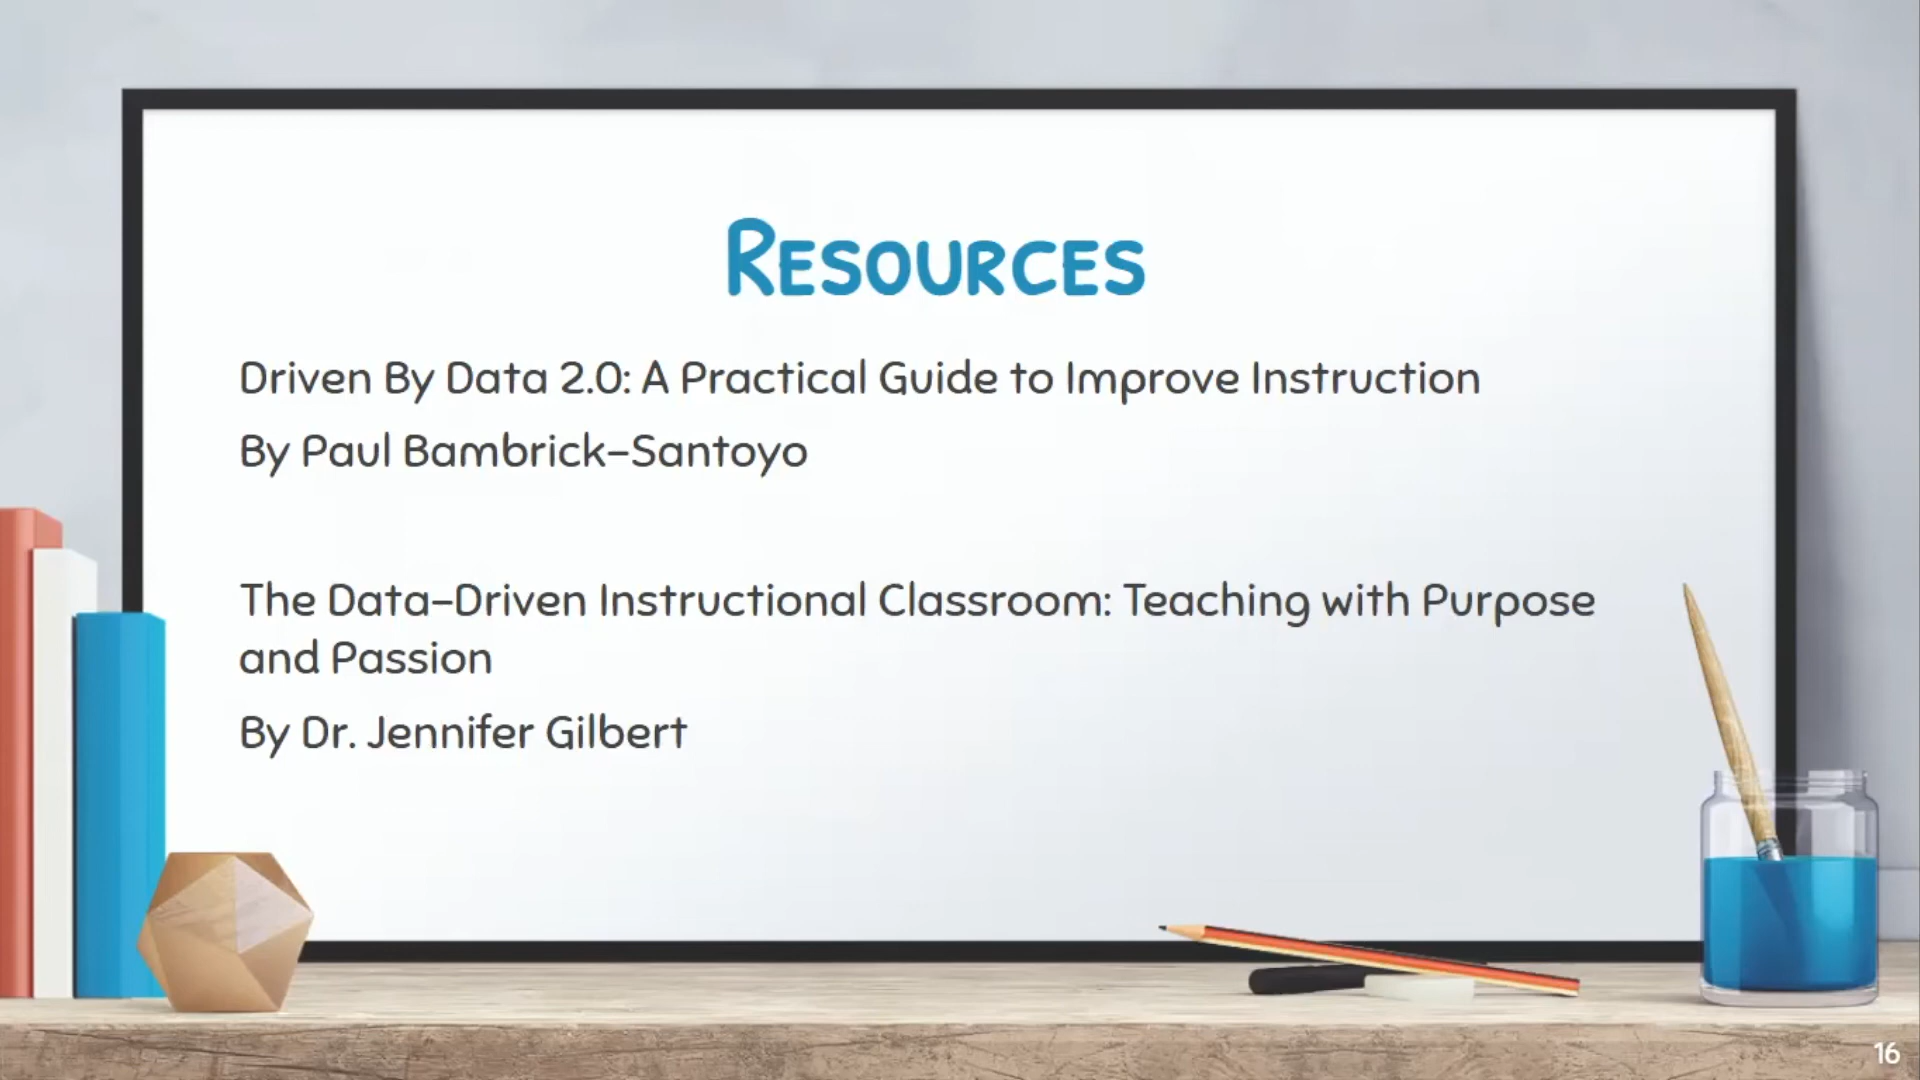 Resources
Driven By Data 2.0: A Practical Guide to Improve Instruction
By Paul Bambrick-Santoyo
The Data-Driven Instructional Classroom: Teaching with Purpose
and Passion
By Dr. Jennifer Gilbert
16